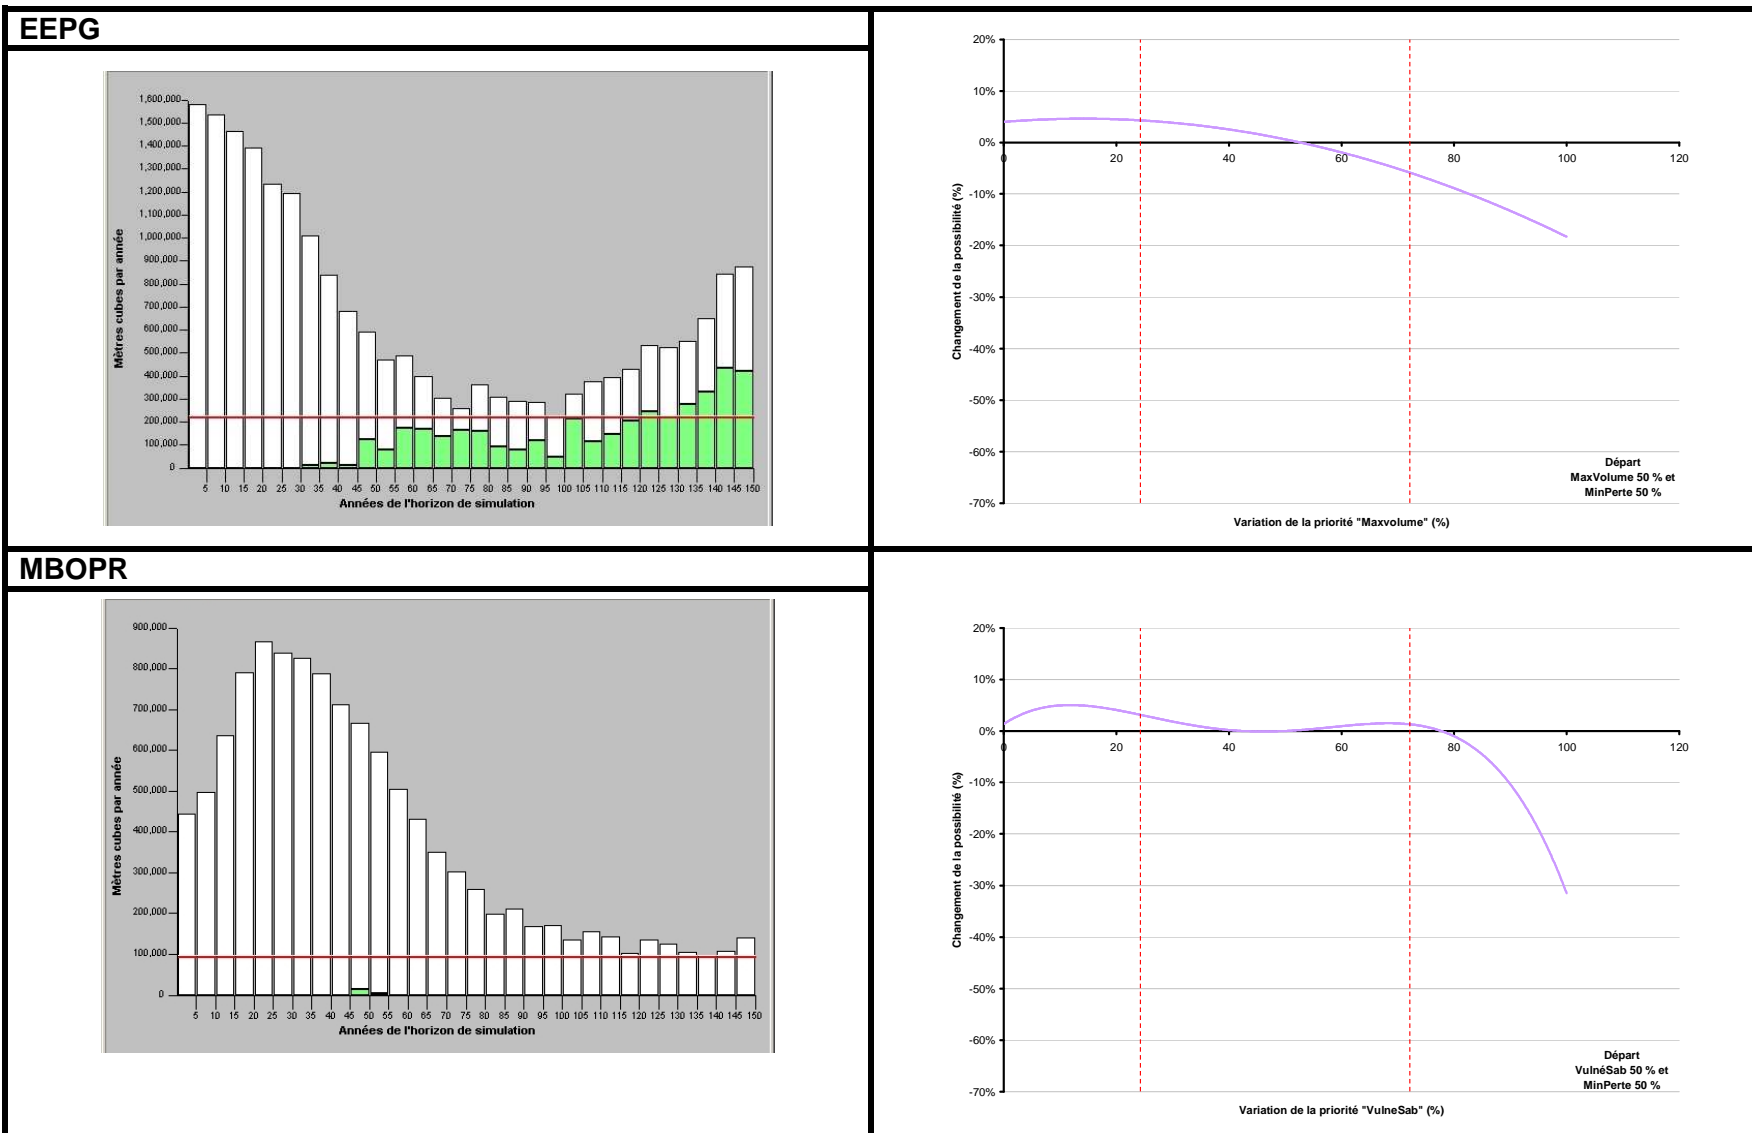 EEPG
1,600,000
1,500,000
1,400,000
1,300,000
1,200,000
1,100,000
1,000,000
900,000
800,000
700,000
600,000
500,000
400,000
300,000
200,000
100,000
0
Mètres cubes par année
5 10 15 20 25 30 35 40 45 50 55 60 65 70 75 80 85 90 95 100 105 110 115 120 125 130 135 140 145 150
Années de l'horizon de simulation
20%
10%
0%
-10%
-20%
-30%
-40%
-50%
-60%
-70%
Changement de la possibilité (%)
0 20 40 60 80 100 120
Départ
MaxVolume 50 % et
MinPerte 50 %
Variation de la priorité "Maxvolume" (%)
MBOPR
900,000
800,000
700,000
600,000
500,000
400,000
300,000
200,000
100,000
0
Mètres cubes par année
5 10 15 20 25 30 35 40 45 50 55 60 65 70 75 80 85 90 95 100 105 110 115 120 125 130 135 140 145 150
Années de l'horizon de simulation
20%
10%
0%
-10%
-20%
-30%
-40%
-50%
-60%
-70%
Changement de la possibilité (%)
0 20 40 60 80 100 120
Départ
VulnéSab 50 % et
MinPerte 50 %
Variation de la priorité "VulneSab" (%)